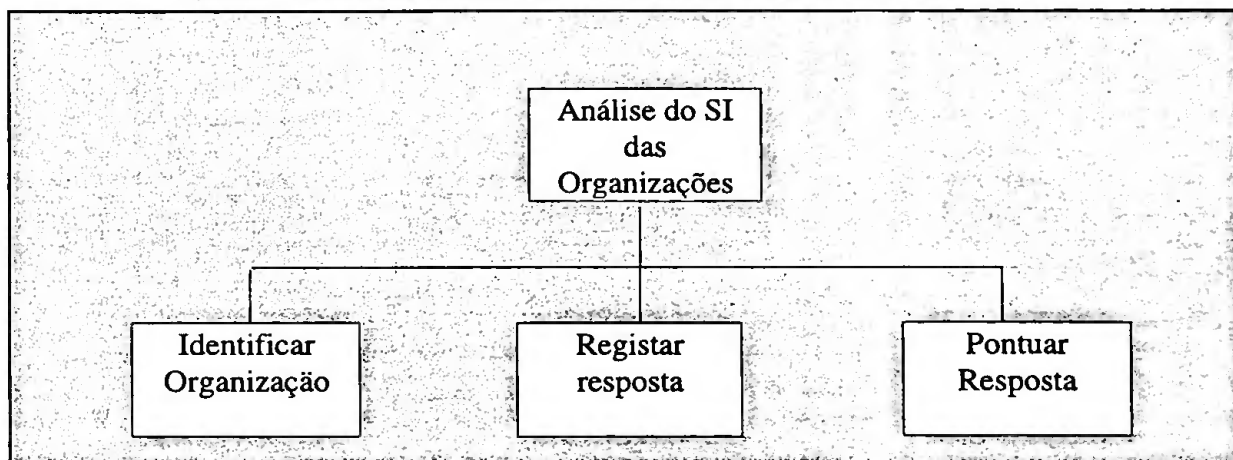 Análise do SI
das
Organizações
Identificar
Organização
Registar
resposta
Pontuar
Resposta